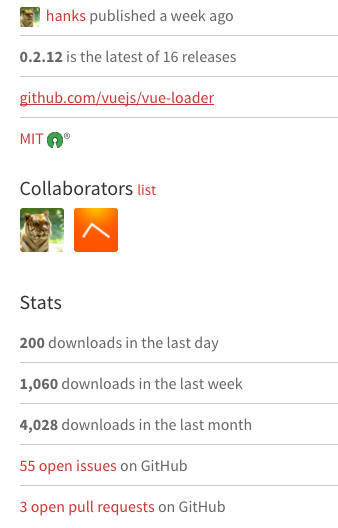 hanks published a week ago
0.2.12 is the latest of 16 releases
github.com/vuejs/vue-loader
MIT ®
Collaborators list
Stats
200 downloads in the last day
1,060 downloads in the last week
4,028 downloads in the last month
55 open issues on GitHub
3 open pull requests on GitHub